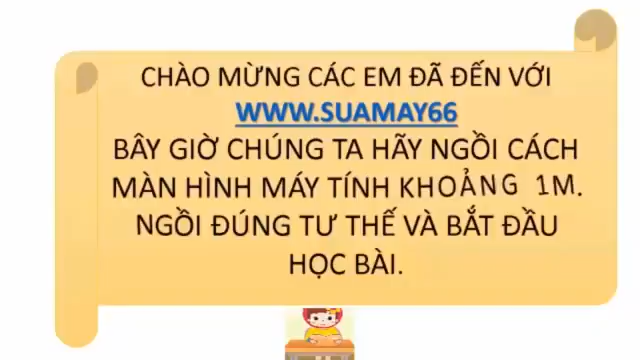 CHÀO MỪNG CÁC EM ĐÃ ĐẾN VỚI
WWW.SUAMAY66
BÂY GIỜ CHÚNG TA HÃY NGỒI CÁCH
MÀN HÌNH MÁY TÍNH KHOẢNG 1M.
NGỒI ĐÚNG TƯ THẾ VÀ BẮT ĐẦU
HỌC BÀI.